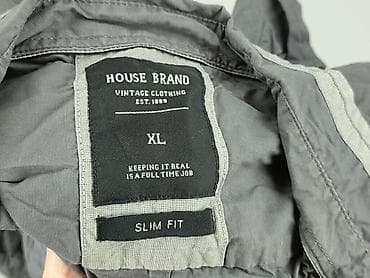 HOUSE BRAND
VINTAGE CLOTHING
EST. 1999
XL
KEEPING IT REAL
IS A FULL TIME JOB
SLIM FIT